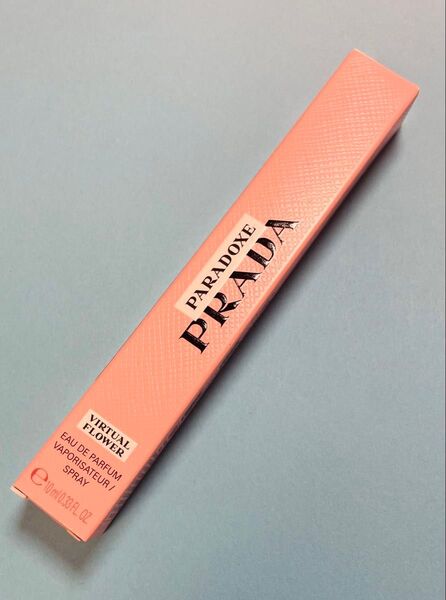 PARADOXE
PRADA
VIRTUAL
FLOWER
EAU DE PARFUM
VAPORISATEUR /
SPRAY
℮ 10 ml 0.33 FL. OZ.